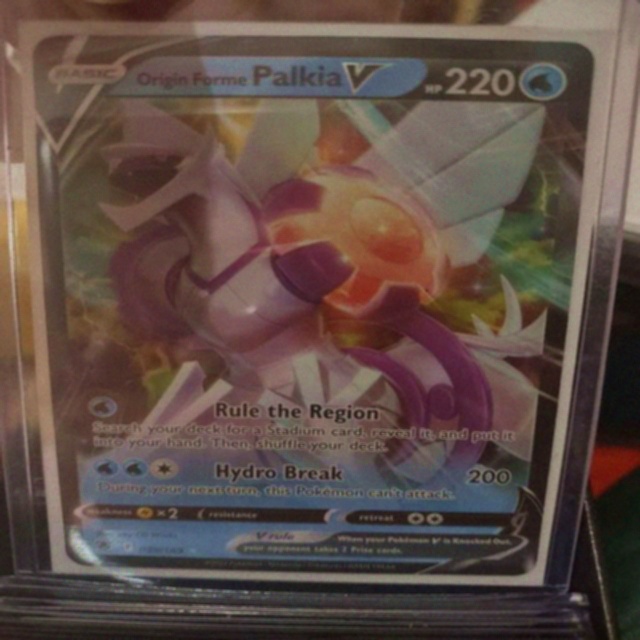 BASIC Origin Forme Palkia V HP 220
Rule the Region
Search your deck for a Stadium card, reveal it, and put it
into your hand. Then, shuffle your deck.
Hydro Break 200
During your next turn, this Pokémon can't attack.
weakness ×2 resistance retreat
V rule When your Pokémon V is Knocked Out,
your opponent takes 2 Prize cards.